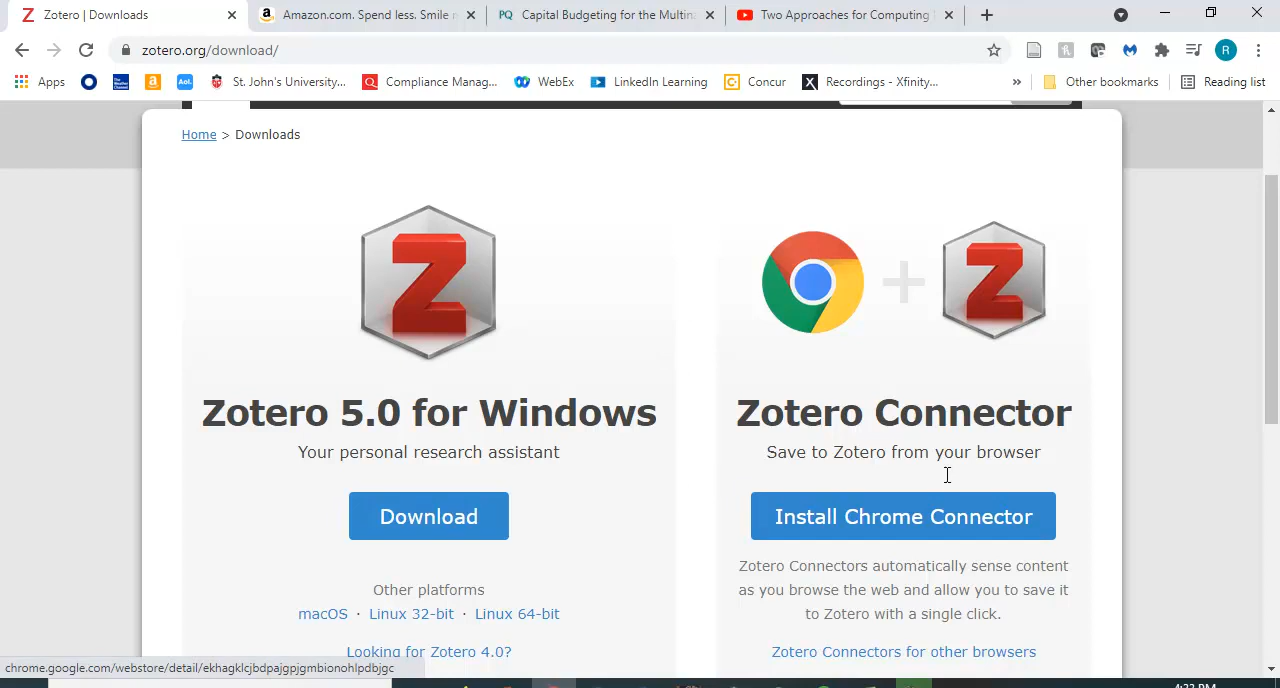 Z Zotero | Downloads
Amazon.com. Spend less. Smile
PQ Capital Budgeting for the Multina
Two Approaches for Computing
zotero.org/download/
R
Apps
Aol.
St. John's University...
Compliance Manag...
WebEx
LinkedIn Learning
Concur
Recordings - Xfinity...
»
Other bookmarks
Reading list
Home > Downloads
Zotero 5.0 for Windows
Your personal research assistant
Download
Other platforms
macOS · Linux 32-bit · Linux 64-bit
Looking for Zotero 4.0?
Zotero Connector
Save to Zotero from your browser
Install Chrome Connector
Zotero Connectors automatically sense content
as you browse the web and allow you to save it
to Zotero with a single click.
Zotero Connectors for other browsers
chrome.google.com/webstore/detail/ekhagklcjbdpajgpjgmbionohlpdbjgc